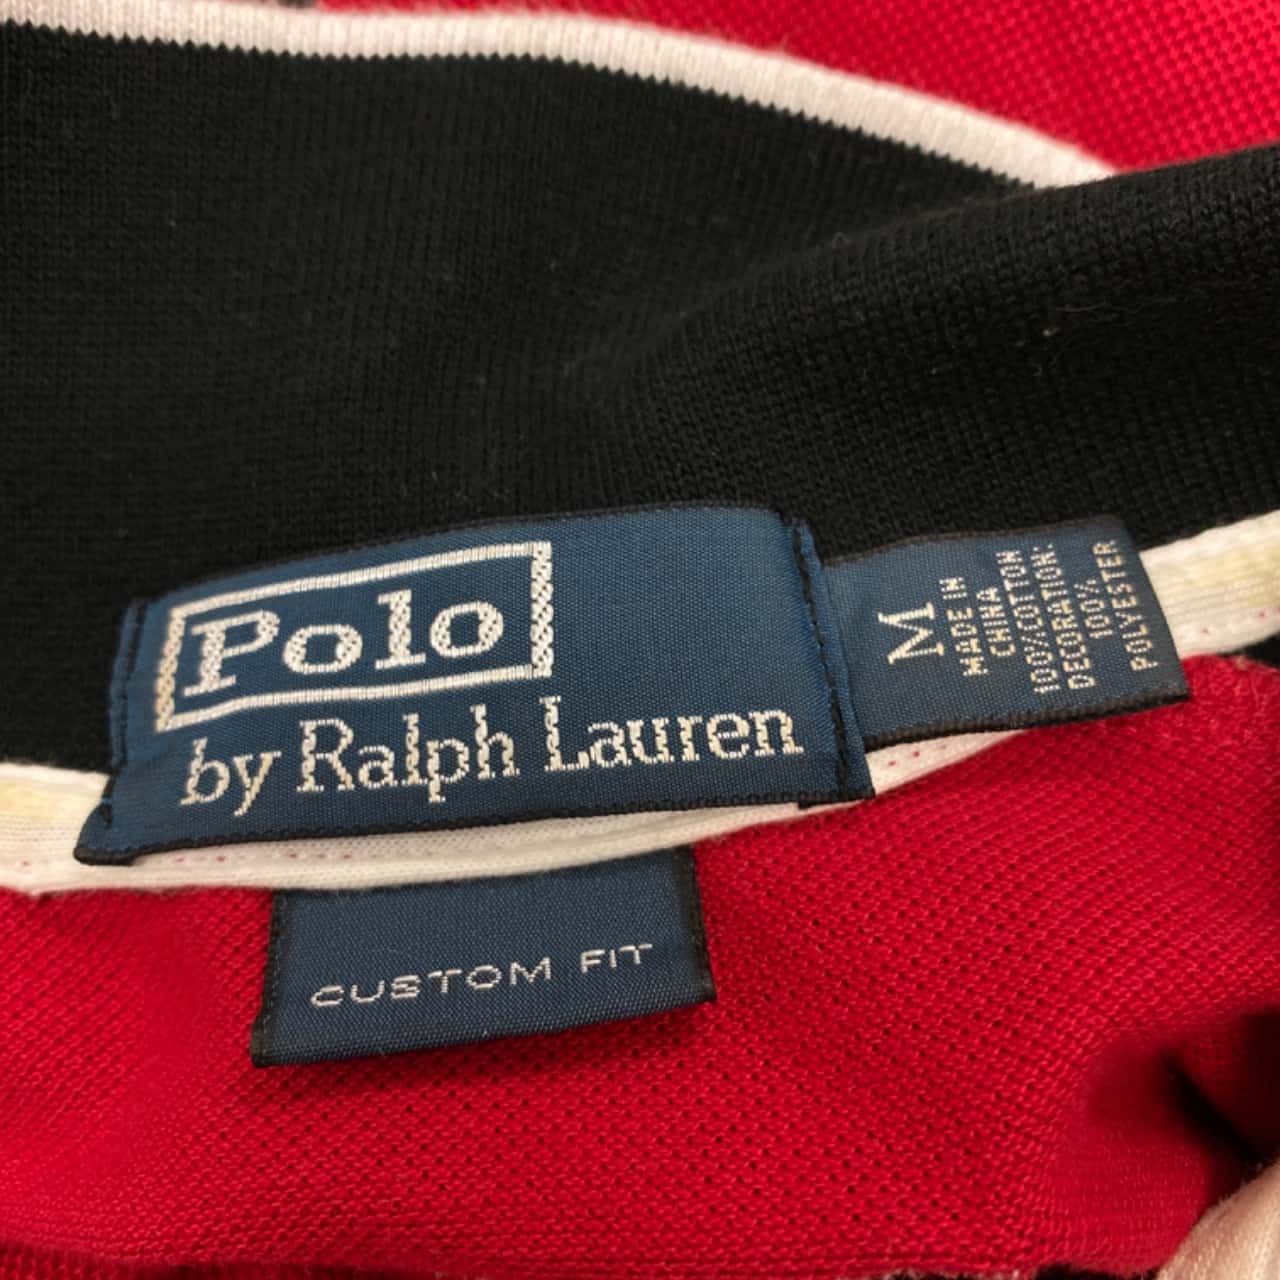 Polo
by Ralph Lauren
M
MADE IN
CHINA
100%COTTON
DECORATION:
100%
POLYESTER
CUSTOM FIT